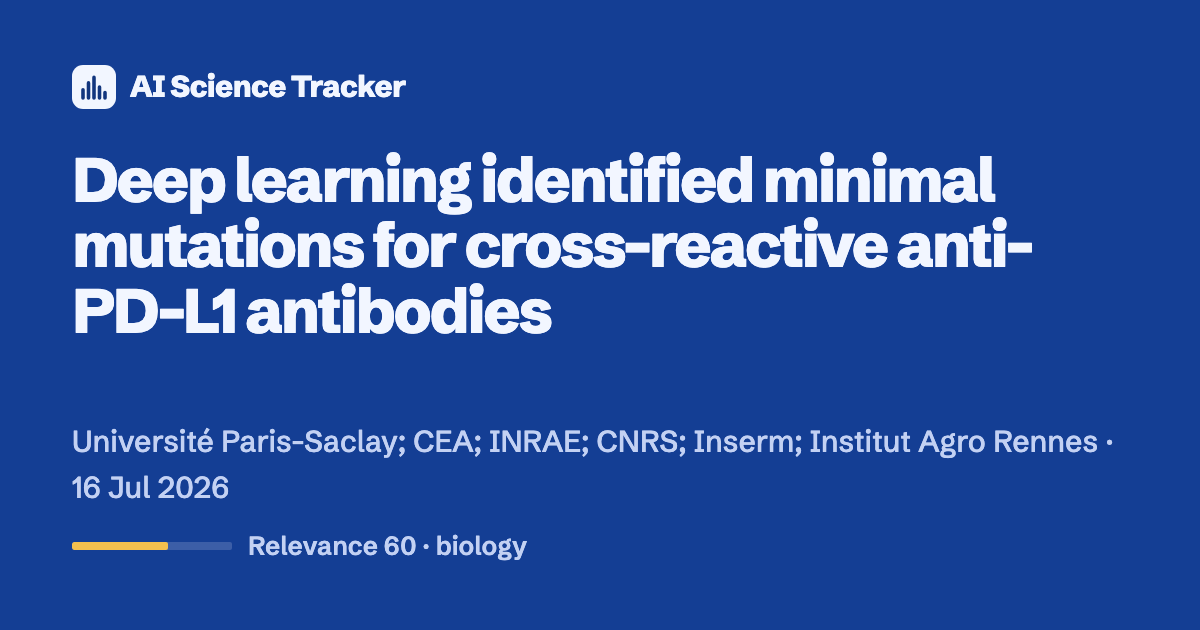 AI Science Tracker
Deep learning identified minimal
mutations for cross-reactive anti-
PD-L1 antibodies
Université Paris-Saclay; CEA; INRAE; CNRS; Inserm; Institut Agro Rennes ·
16 Jul 2026
Relevance 60 · biology